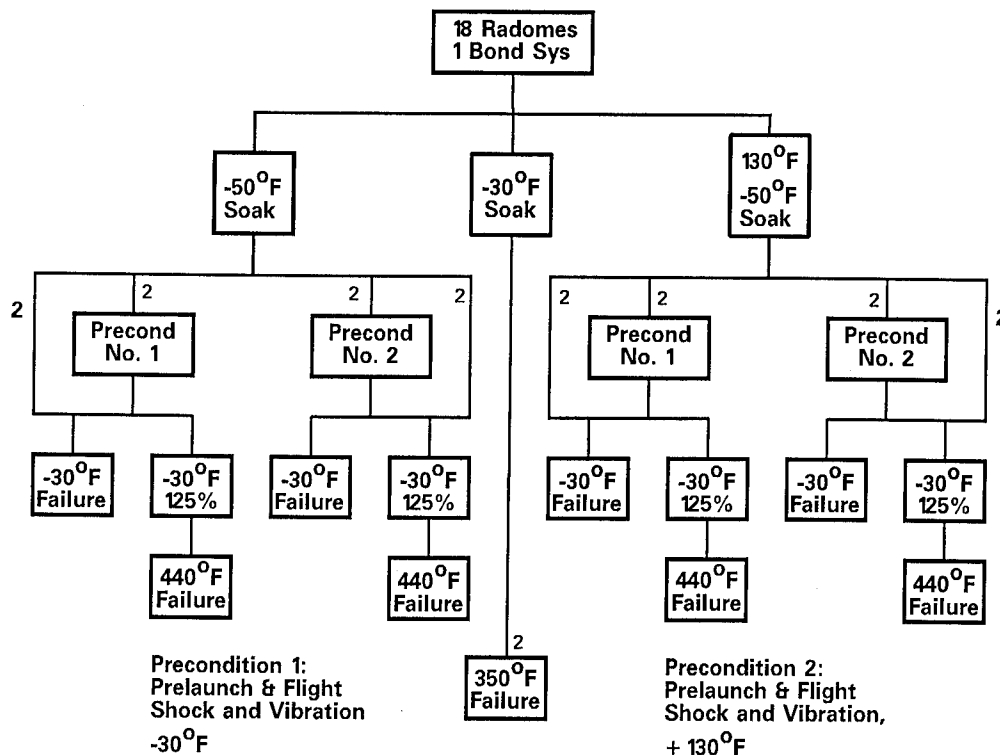 18 Radomes
1 Bond Sys
-50°F
Soak
-30°F
Soak
130°F
-50°F
Soak
2
2
2
2
2
2
2
2
Precond
No. 1
Precond
No. 2
Precond
No. 1
Precond
No. 2
-30°F
Failure
-30°F
125%
-30°F
Failure
-30°F
125%
-30°F
Failure
-30°F
125%
-30°F
Failure
-30°F
125%
440°F
Failure
440°F
Failure
440°F
Failure
440°F
Failure
2
350°F
Failure
Precondition 1:
Prelaunch & Flight
Shock and Vibration
-30°F
Precondition 2:
Prelaunch & Flight
Shock and Vibration,
+ 130°F